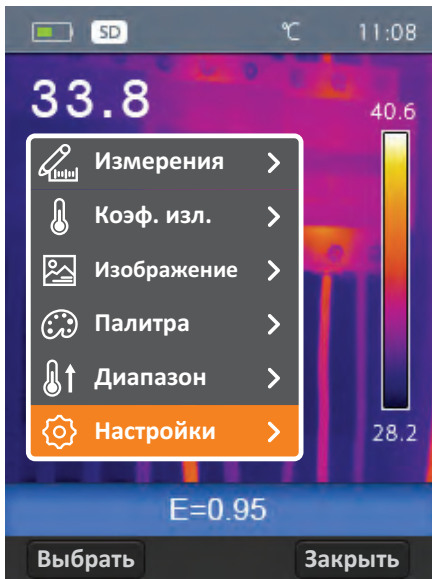 SD ℃ 11:08
33.8
40.6
Измерения
Коэф. изл.
Изображение
Палитра
Диапазон
Настройки
28.2
E=0.95
Выбрать Закрыть